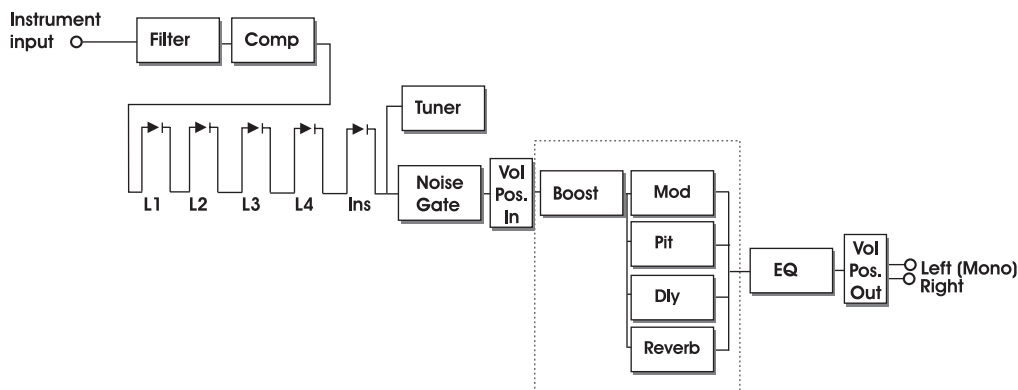 Instrument
input
Filter
Comp
Tuner
L1
L2
L3
L4
Ins
Noise
Gate
Vol
Pos.
In
Boost
Mod
Pit
Dly
Reverb
EQ
Vol
Pos.
Out
Left (Mono)
Right